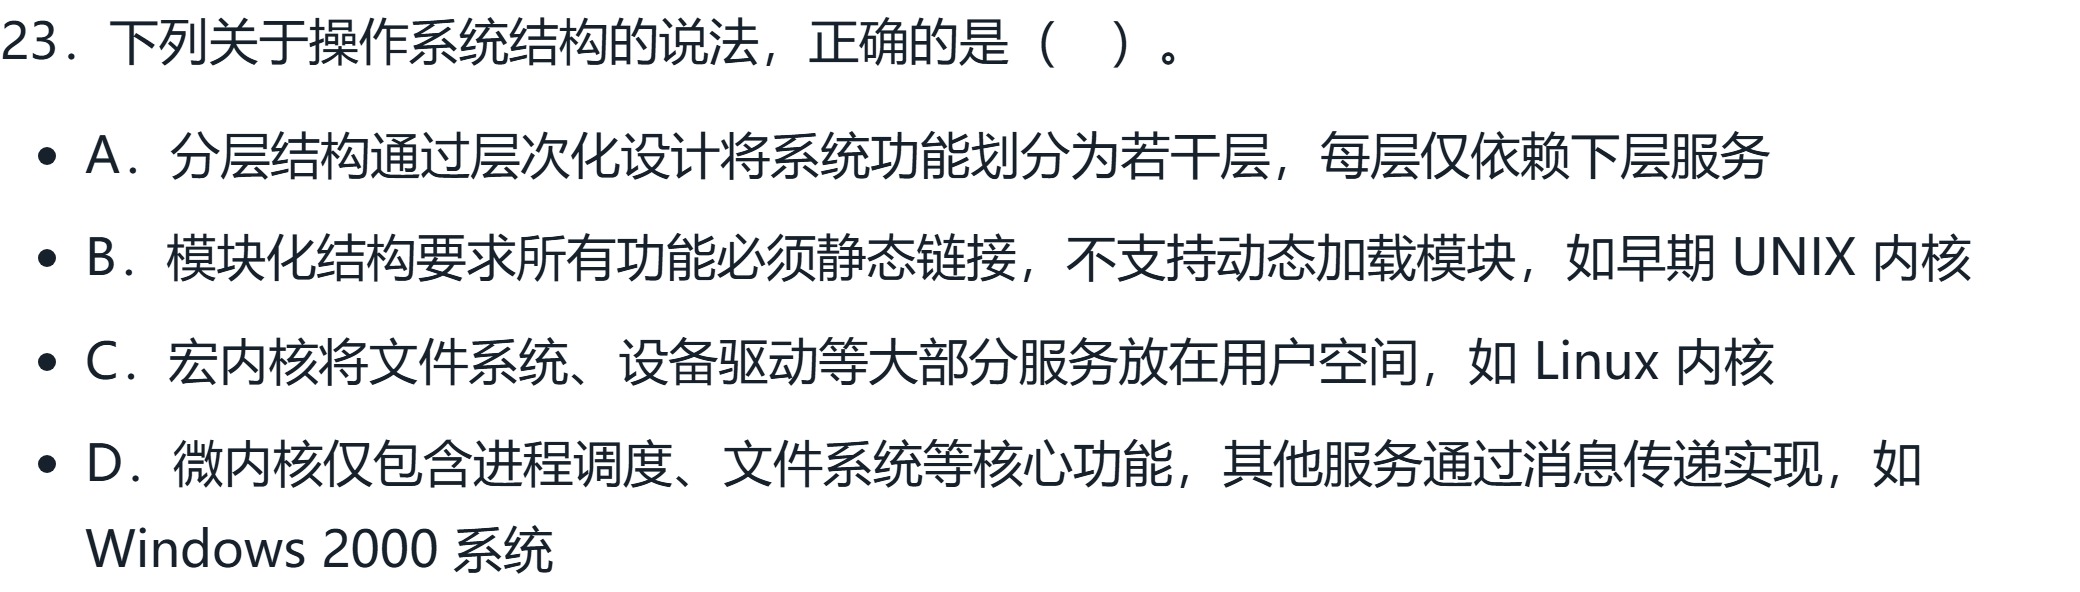 23．下列关于操作系统结构的说法，正确的是（　）。
• A．分层结构通过层次化设计将系统功能划分为若干层，每层仅依赖下层服务
• B．模块化结构要求所有功能必须静态链接，不支持动态加载模块，如早期 UNIX 内核
• C．宏内核将文件系统、设备驱动等大部分服务放在用户空间，如 Linux 内核
• D．微内核仅包含进程调度、文件系统等核心功能，其他服务通过消息传递实现，如
Windows 2000 系统